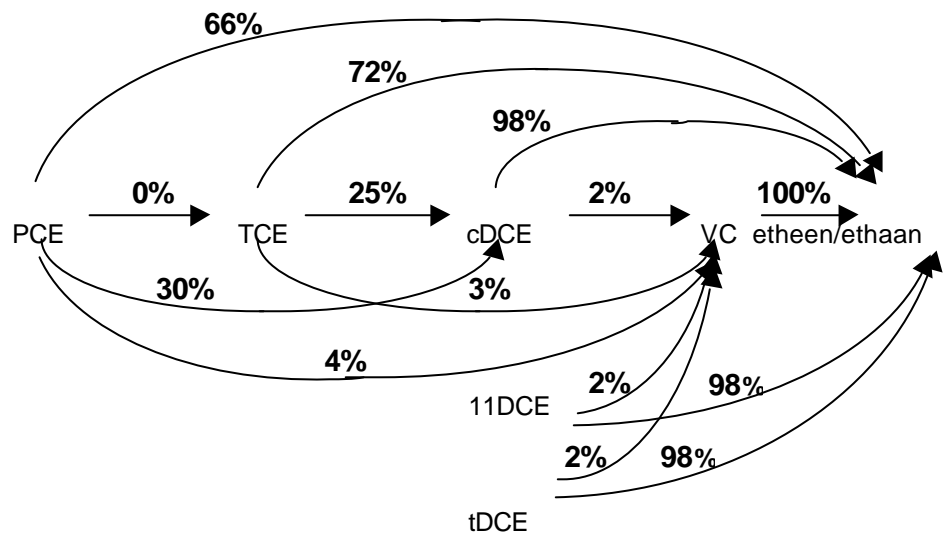 66%
72%
98%
0% 25% 2% 100%
PCE TCE cDCE VC etheen/ethaan
30% 3%
4%
2% 98%
11DCE
2% 98%
tDCE